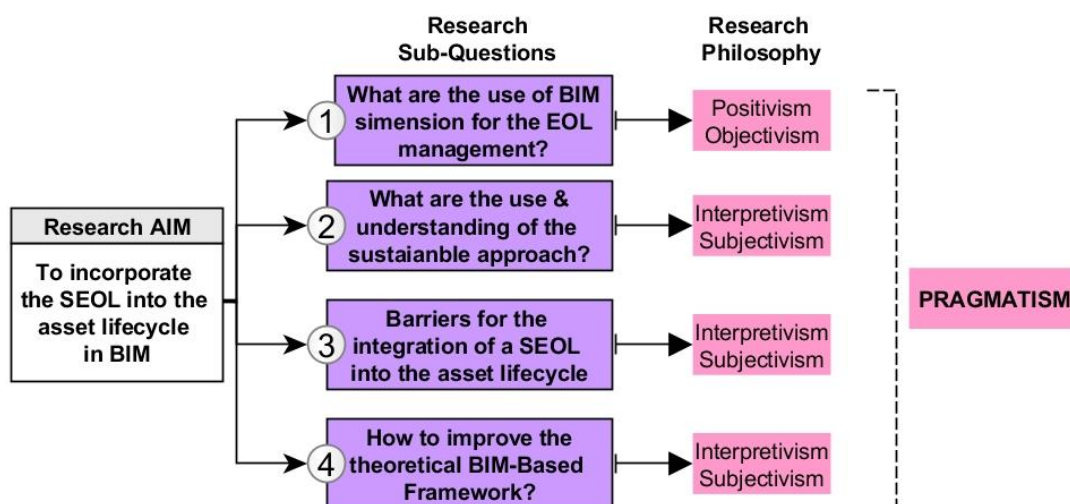 Research
Sub-Questions
Research
Philosophy
Research AIM
To incorporate
the SEOL into the
asset lifecycle
in BIM
1
What are the use of BIM
simension for the EOL
management?
Positivism
Objectivism
2
What are the use &
understanding of the
sustaianble approach?
Interpretivism
Subjectivism
3
Barriers for the
integration of a SEOL
into the asset lifecycle
Interpretivism
Subjectivism
4
How to improve the
theoretical BIM-Based
Framework?
Interpretivism
Subjectivism
PRAGMATISM